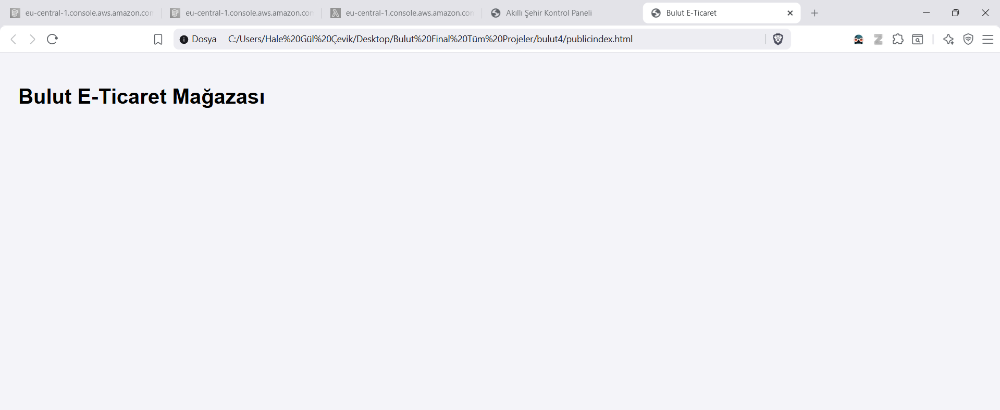 eu-central-1.console.aws.amazon.con
eu-central-1.console.aws.amazon.con
eu-central-1.console.aws.amazon.con
Akıllı Şehir Kontrol Paneli
Bulut E-Ticaret
Dosya C:/Users/Hale%20Gül%20Çevik/Desktop/Bulut%20Final%20Tüm%20Projeler/bulut4/publicindex.html
Bulut E-Ticaret Mağazası